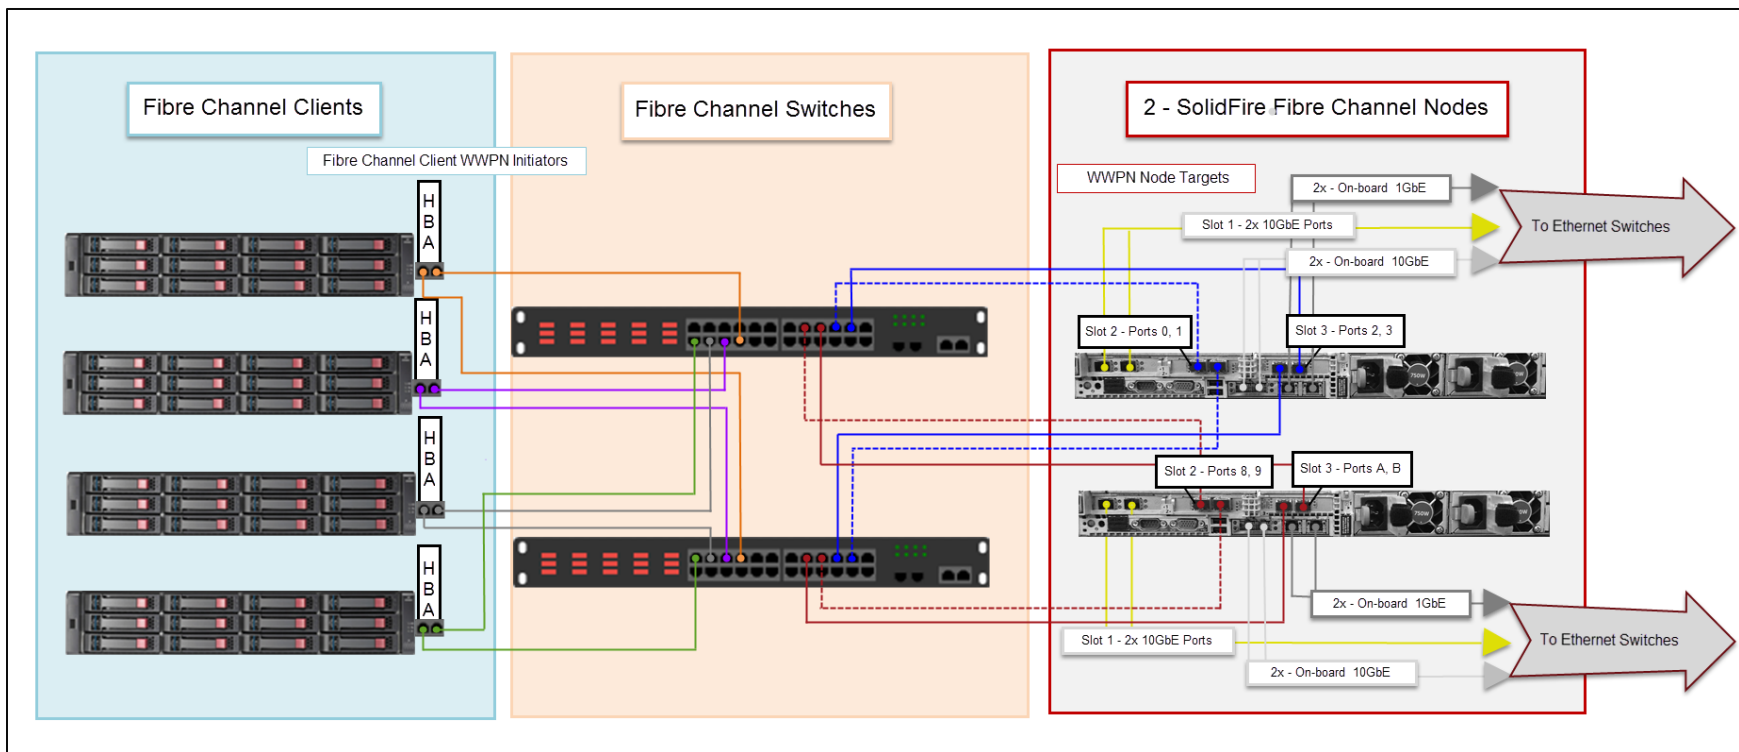 Fibre Channel Clients
Fibre Channel Switches
2 - SolidFire Fibre Channel Nodes
Fibre Channel Client WWPN Initiators
WWPN Node Targets
H
B
A
H
B
A
H
B
A
H
B
A
2x - On-board 1GbE
Slot 1 - 2x 10GbE Ports
2x - On-board 10GbE
To Ethernet Switches
Slot 2 - Ports 0, 1
Slot 3 - Ports 2, 3
750W
Slot 2 - Ports 8, 9
Slot 3 - Ports A, B
750W
2x - On-board 1GbE
Slot 1 - 2x 10GbE Ports
2x - On-board 10GbE
To Ethernet Switches